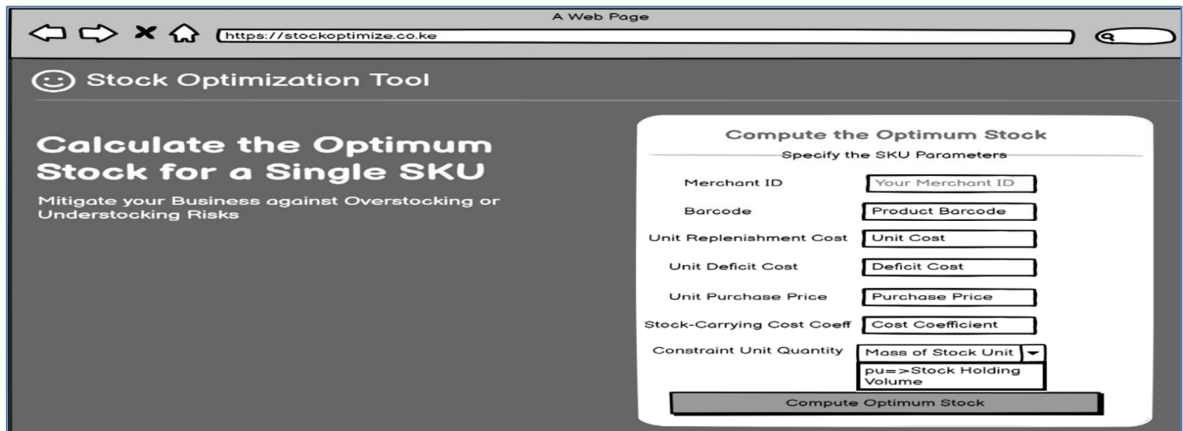 A Web Page
https://stockoptimize.co.ke
Stock Optimization Tool
Calculate the Optimum
Stock for a Single SKU
Mitigate your Business against Overstocking or
Understocking Risks
Compute the Optimum Stock
Specify the SKU Parameters
Merchant ID Your Merchant ID
Barcode Product Barcode
Unit Replenishment Cost Unit Cost
Unit Deficit Cost Deficit Cost
Unit Purchase Price Purchase Price
Stock-Carrying Cost Coeff Cost Coefficient
Constraint Unit Quantity Mass of Stock Unit
pu=>Stock Holding
Volume
Compute Optimum Stock